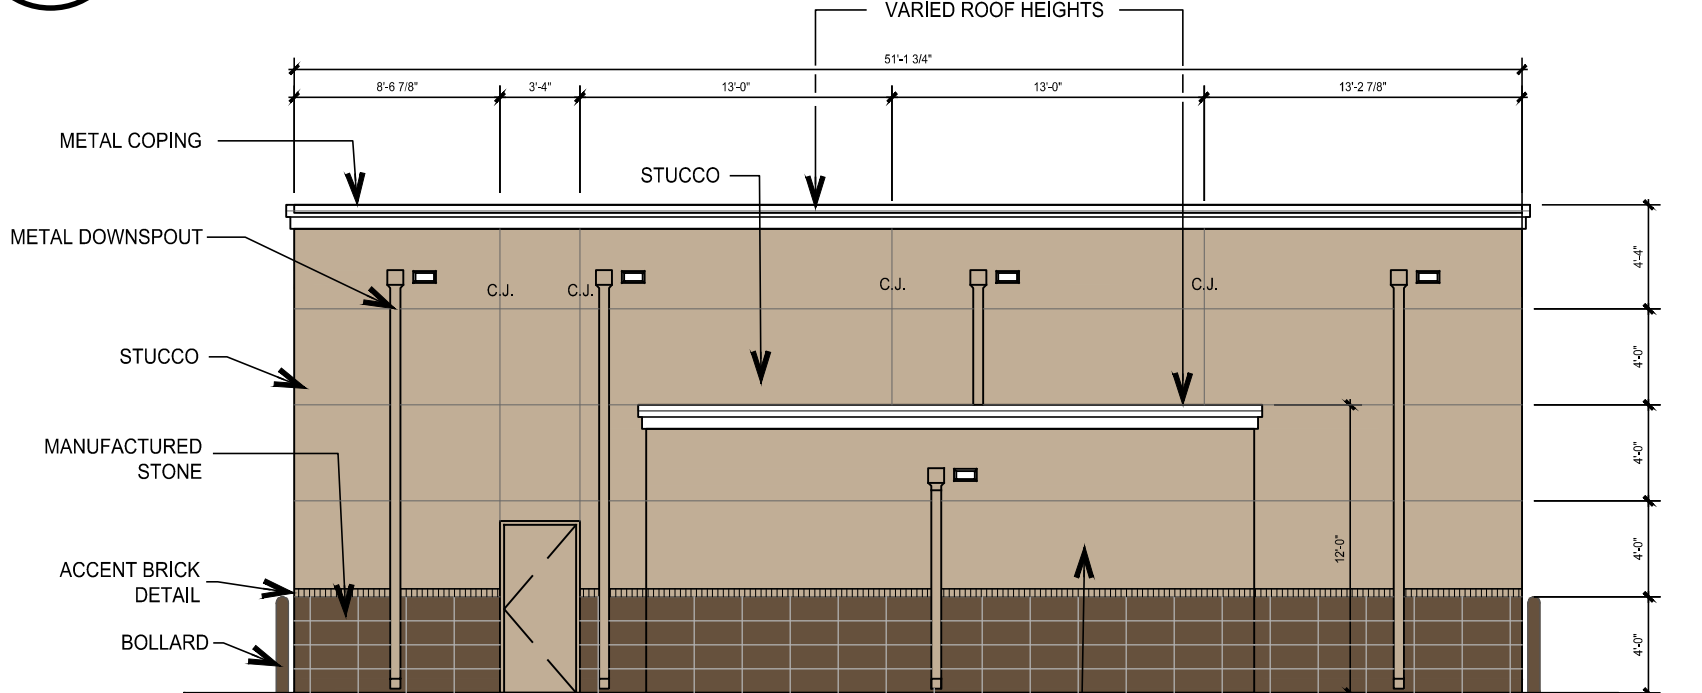 VARIED ROOF HEIGHTS
51'-1 3/4"
8'-6 7/8"
3'-4"
13'-0"
13'-0"
13'-2 7/8"
METAL COPING
STUCCO
METAL DOWNSPOUT
4'-4"
C.J.
C.J.
C.J.
C.J.
STUCCO
4'-0"
MANUFACTURED
STONE
4'-0"
12'-0"
4'-0"
ACCENT BRICK
DETAIL
BOLLARD
4'-0"